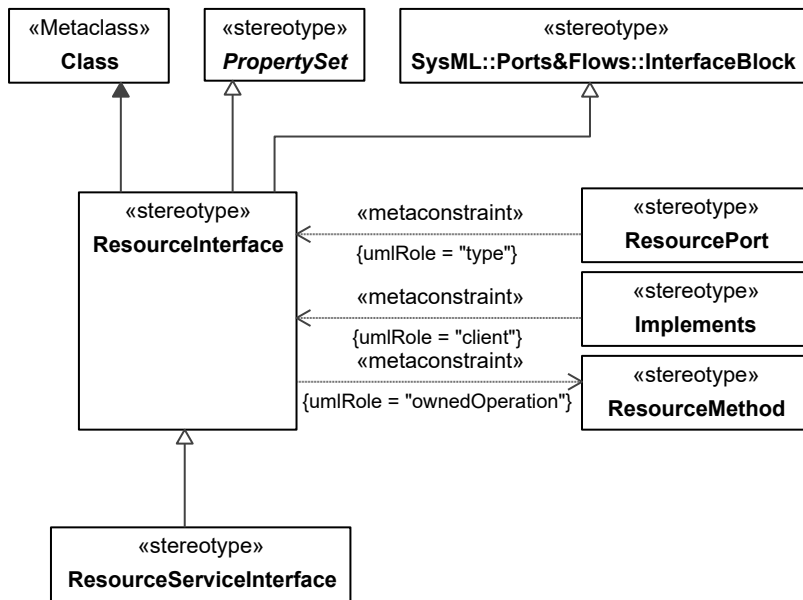 «Metaclass»
Class
«stereotype»
PropertySet
«stereotype»
SysML::Ports&Flows::InterfaceBlock
«stereotype»
ResourceInterface
«metaconstraint»
{umlRole = "type"}
«stereotype»
ResourcePort
«metaconstraint»
{umlRole = "client"}
«stereotype»
Implements
«metaconstraint»
{umlRole = "ownedOperation"}
«stereotype»
ResourceMethod
«stereotype»
ResourceServiceInterface